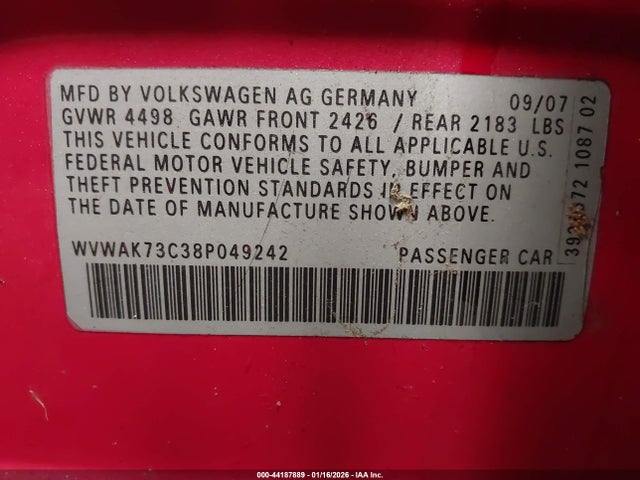 MFD BY VOLKSWAGEN AG GERMANY 09/07
GVWR 4498 GAWR FRONT 2426 / REAR 2183 LBS
THIS VEHICLE CONFORMS TO ALL APPLICABLE U.S.
FEDERAL MOTOR VEHICLE SAFETY, BUMPER AND
THEFT PREVENTION STANDARDS IN EFFECT ON
THE DATE OF MANUFACTURE SHOWN ABOVE.
WVWAK73C38P049242 PASSENGER CAR
1087 02
000-44187889 - 01/16/2026 - IAA Inc.